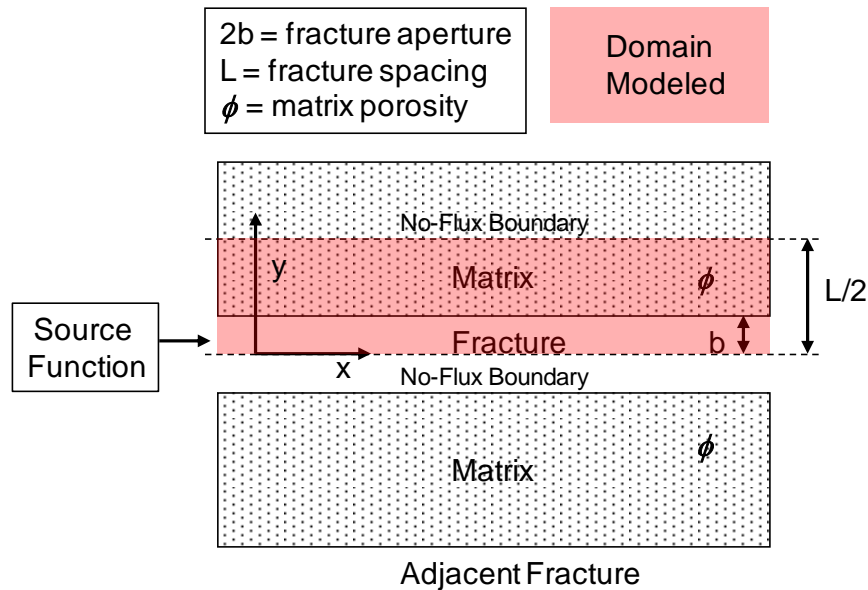 2b = fracture aperture
L = fracture spacing
ϕ = matrix porosity
Domain
Modeled
No-Flux Boundary
y
Matrix
ϕ
L/2
Source
Function
Fracture
b
x
No-Flux Boundary
ϕ
Matrix
Adjacent Fracture